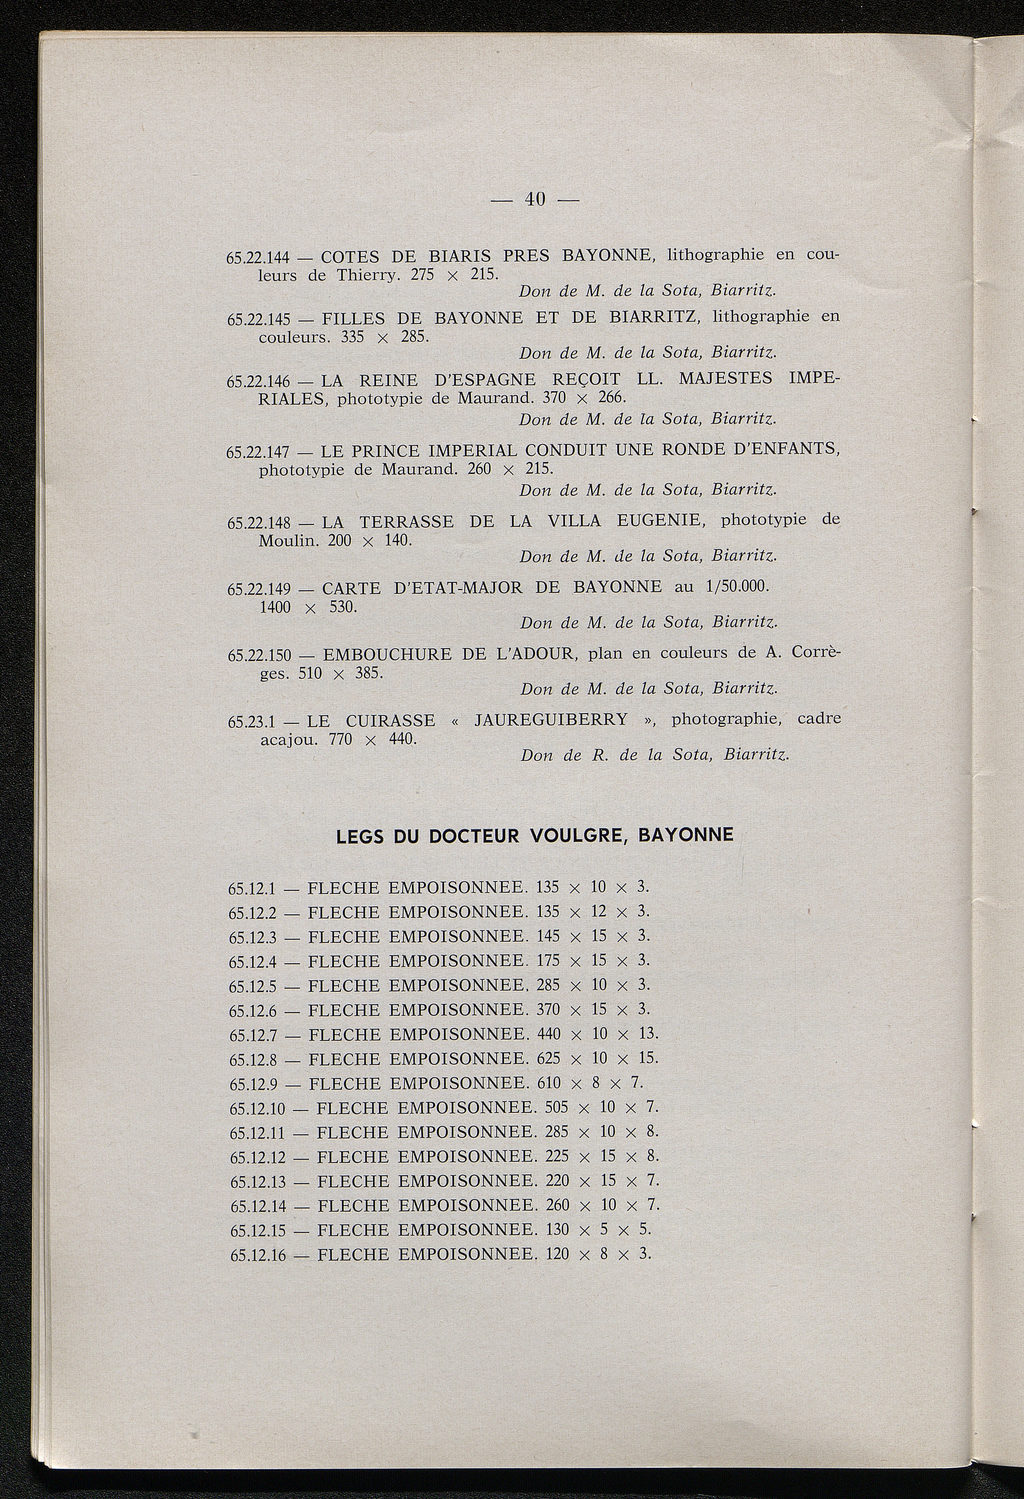 — 40 —
65.22.144 — COTES DE BIARIS PRES BAYONNE, lithographie en cou-
leurs de Thierry. 275 × 215.
Don de M. de la Sota, Biarritz.
65.22.145 — FILLES DE BAYONNE ET DE BIARRITZ, lithographie en
couleurs. 335 × 285.
Don de M. de la Sota, Biarritz.
65.22.146 — LA REINE D'ESPAGNE REÇOIT LL. MAJESTES IMPE-
RIALES, phototypie de Maurand. 370 × 266.
Don de M. de la Sota, Biarritz.
65.22.147 — LE PRINCE IMPERIAL CONDUIT UNE RONDE D'ENFANTS,
phototypie de Maurand. 260 × 215.
Don de M. de la Sota, Biarritz.
65.22.148 — LA TERRASSE DE LA VILLA EUGENIE, phototypie de
Moulin. 200 × 140.
Don de M. de la Sota, Biarritz.
65.22.149 — CARTE D'ETAT-MAJOR DE BAYONNE au 1/50.000.
1400 × 530.
Don de M. de la Sota, Biarritz.
65.22.150 — EMBOUCHURE DE L'ADOUR, plan en couleurs de A. Corrè-
ges. 510 × 385.
Don de M. de la Sota, Biarritz.
65.23.1 — LE CUIRASSE « JAUREGUIBERRY », photographie, cadre
acajou. 770 × 440.
Don de R. de la Sota, Biarritz.
LEGS DU DOCTEUR VOULGRE, BAYONNE
65.12.1 — FLECHE EMPOISONNEE. 135 × 10 × 3.
65.12.2 — FLECHE EMPOISONNEE. 135 × 12 × 3.
65.12.3 — FLECHE EMPOISONNEE. 145 × 15 × 3.
65.12.4 — FLECHE EMPOISONNEE. 175 × 15 × 3.
65.12.5 — FLECHE EMPOISONNEE. 285 × 10 × 3.
65.12.6 — FLECHE EMPOISONNEE. 370 × 15 × 3.
65.12.7 — FLECHE EMPOISONNEE. 440 × 10 × 13.
65.12.8 — FLECHE EMPOISONNEE. 625 × 10 × 15.
65.12.9 — FLECHE EMPOISONNEE. 610 × 8 × 7.
65.12.10 — FLECHE EMPOISONNEE. 505 × 10 × 7.
65.12.11 — FLECHE EMPOISONNEE. 285 × 10 × 8.
65.12.12 — FLECHE EMPOISONNEE. 225 × 15 × 8.
65.12.13 — FLECHE EMPOISONNEE. 220 × 15 × 7.
65.12.14 — FLECHE EMPOISONNEE. 260 × 10 × 7.
65.12.15 — FLECHE EMPOISONNEE. 130 × 5 × 5.
65.12.16 — FLECHE EMPOISONNEE. 120 × 8 × 3.